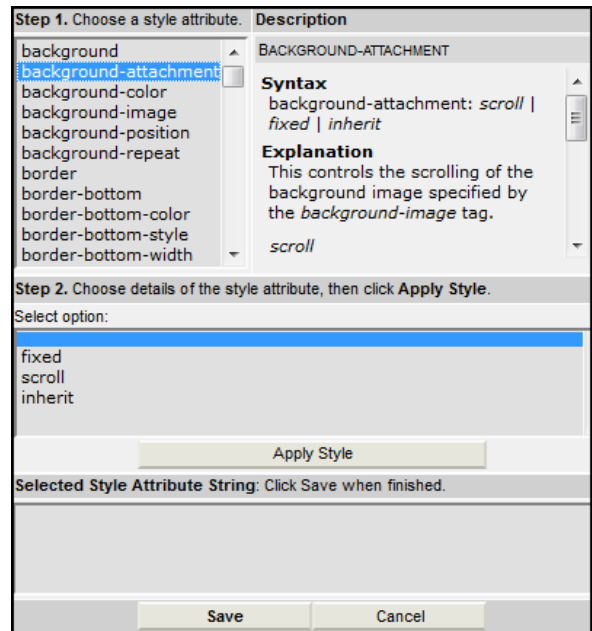 Step 1. Choose a style attribute.
Description
background
background-attachment
background-color
background-image
background-position
background-repeat
border
border-bottom
border-bottom-color
border-bottom-style
border-bottom-width
BACKGROUND-ATTACHMENT
Syntax
background-attachment: scroll |
fixed | inherit
Explanation
This controls the scrolling of the
background image specified by
the background-image tag.
scroll
Step 2. Choose details of the style attribute, then click Apply Style.
Select option:
fixed
scroll
inherit
Apply Style
Selected Style Attribute String: Click Save when finished.
Save
Cancel